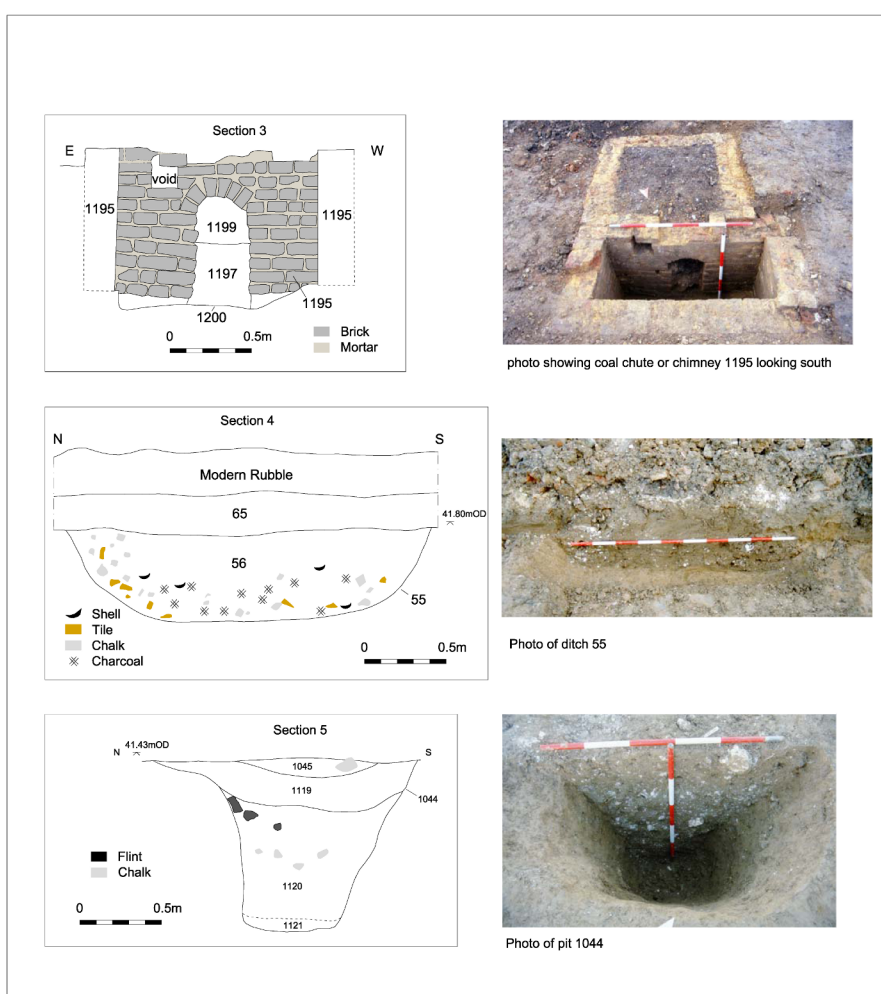 Section 3
E
W
void
1195
1195
1199
1197
1195
1200
0 0.5m
Brick
Mortar
photo showing coal chute or chimney 1195 looking south
Section 4
N
S
Modern Rubble
65
41.80mOD
56
55
Shell
Tile
Chalk
Charcoal
0 0.5m
Photo of ditch 55
Section 5
N
41.43mOD
S
1045
1119
1044
Flint
Chalk
1120
0 0.5m
1121
Photo of pit 1044